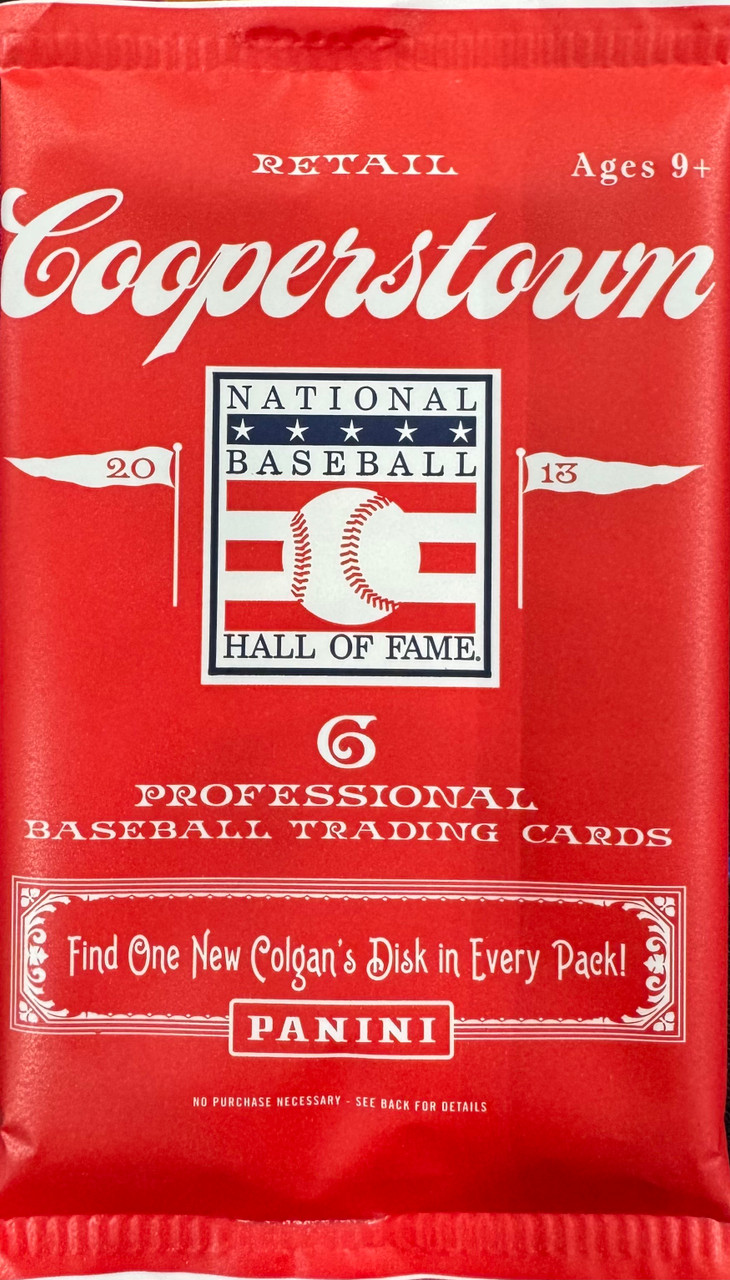 RETAIL
Ages 9+
Cooperstown
NATIONAL
BASEBALL
20
13
HALL OF FAME.
6
PROFESSIONAL
BASEBALL TRADING CARDS
Find One New Colgan's Disk in Every Pack!
PANINI
NO PURCHASE NECESSARY - SEE BACK FOR DETAILS